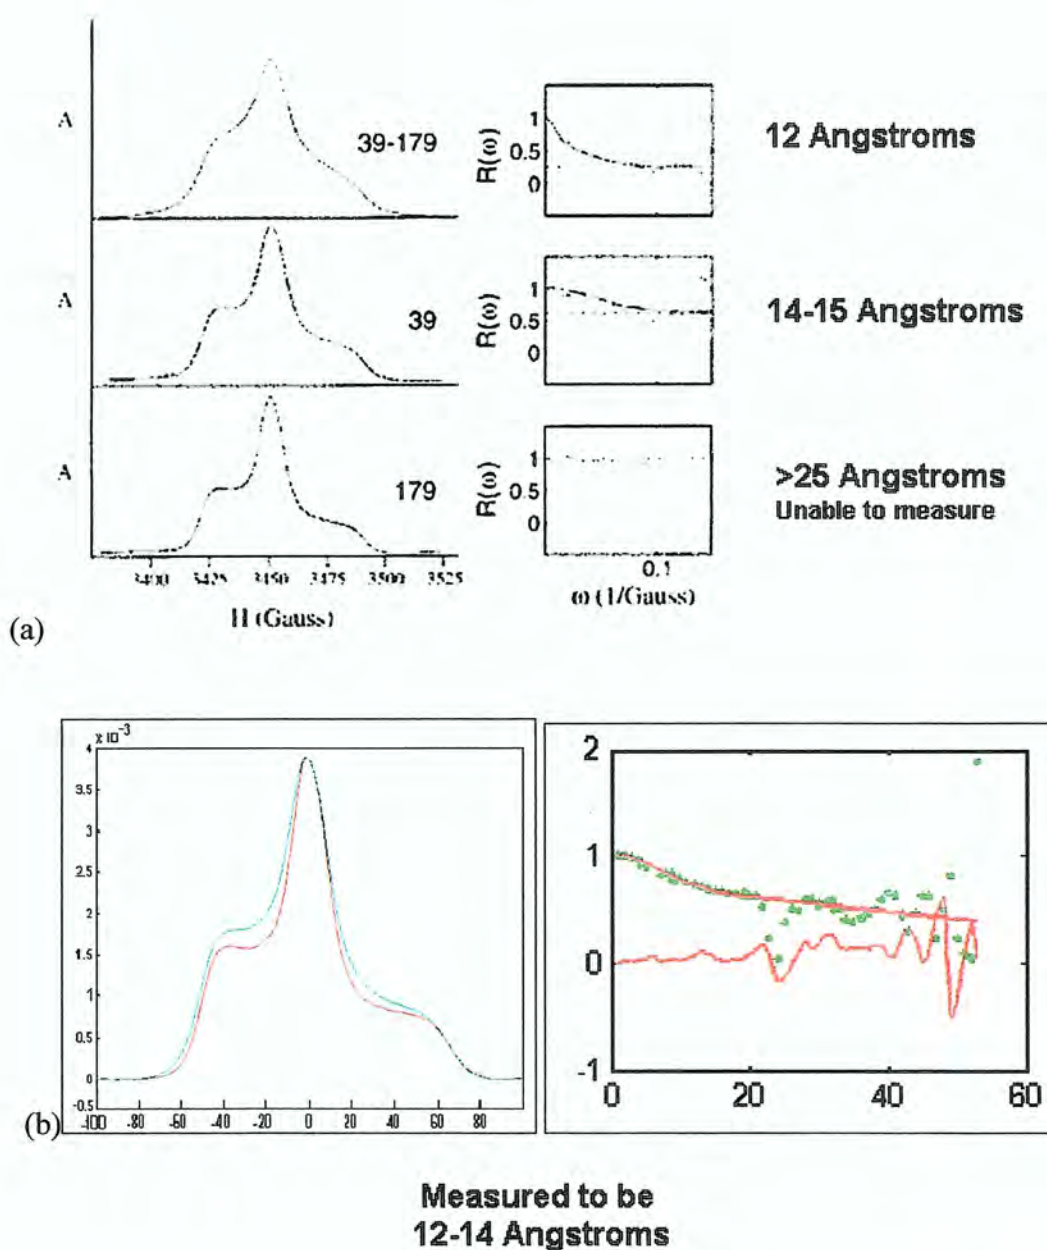 A
39-179
R(ω)
1
0.5
0
12 Angstroms
A
39
R(ω)
1
0.5
0
14-15 Angstroms
A
179
R(ω)
1
0.5
0
>25 Angstroms
Unable to measure
3400 3425 3450 3475 3500 3525
0.1
H (Gauss)
ω (1/Gauss)
(a)
x 10⁻³
4
3.5
3
2.5
2
1.5
1
0.5
0
-0.5
-100 -80 -60 -40 -20 0 20 40 60 80
2
1
0
-1
0 20 40 60
(b)
Measured to be
12-14 Angstroms